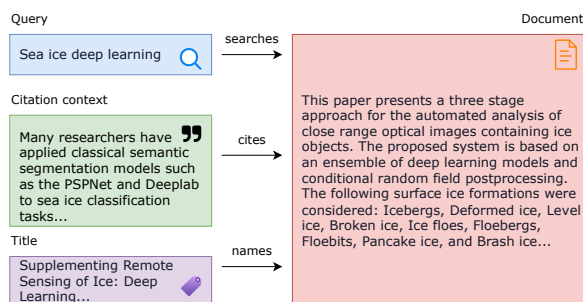 Query
Sea ice deep learning
searches
Citation context
Many researchers have
applied classical semantic
segmentation models such
as the PSPNet and Deeplab
to sea ice classification
tasks...
cites
Title
Supplementing Remote
Sensing of Ice: Deep
Learning...
names
Document
This paper presents a three stage
approach for the automated analysis of
close range optical images containing ice
objects. The proposed system is based on
an ensemble of deep learning models and
conditional random field postprocessing.
The following surface ice formations were
considered: Icebergs, Deformed ice, Level
ice, Broken ice, Ice floes, Floebergs,
Floebits, Pancake ice, and Brash ice...